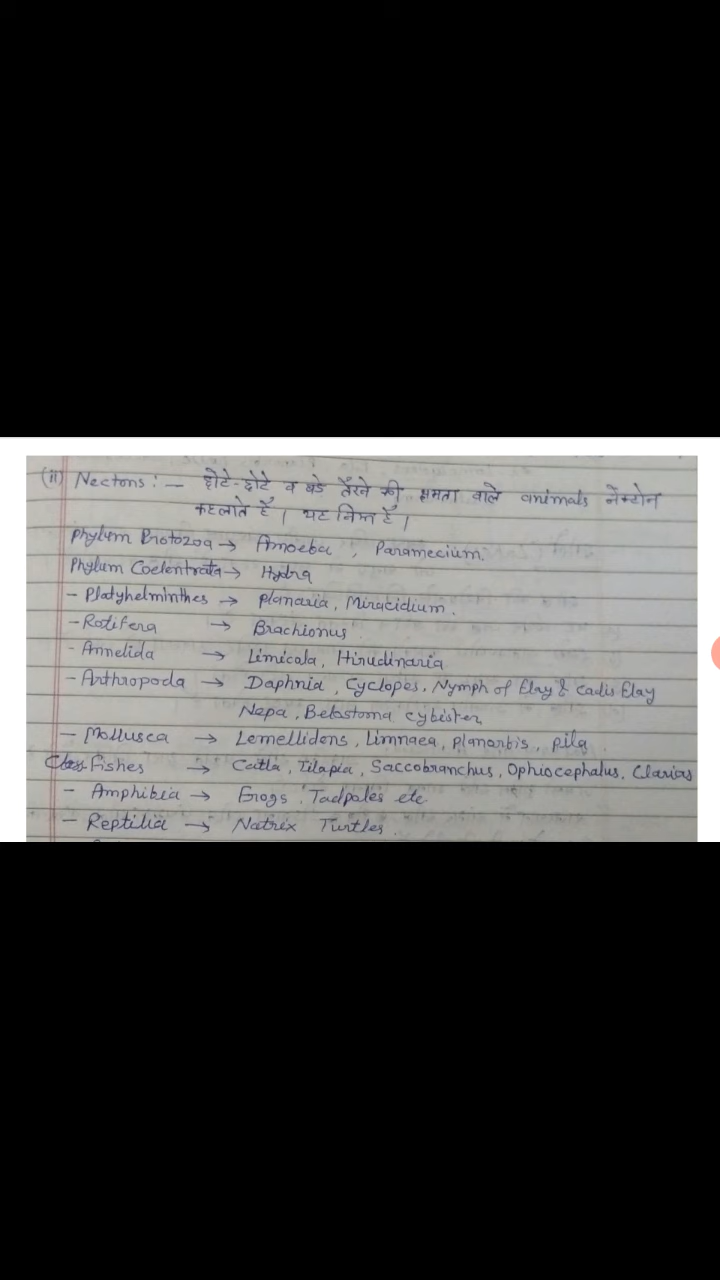 (ii) Nectons:- छोटे-छोटे व बडे तैरने की क्षमता वाले animals नेक्टोन
कहलाते हैं। यह निम्न हैं।
Phylum Protozoa → Amoeba, Paramecium.
Phylum Coelentrata → Hydra
- Platyhelminthes → planaria, Miracidium.
- Rotifera → Brachionus.
- Annelida → Limicola, Hirudinaria
- Arthropoda → Daphnia, Cyclopes, Nymph of Flay & Cadis Flay
Nepa, Belostoma cybister
- Mollusca → Lemellidens, Limnaea, planorbis, pila
Class Fishes → Catla, Tilapia, Saccobranchus, Ophiocephalus, Clarias
- Amphibia → Frogs, Tadpoles etc
- Reptilia → Natrix Turtles.